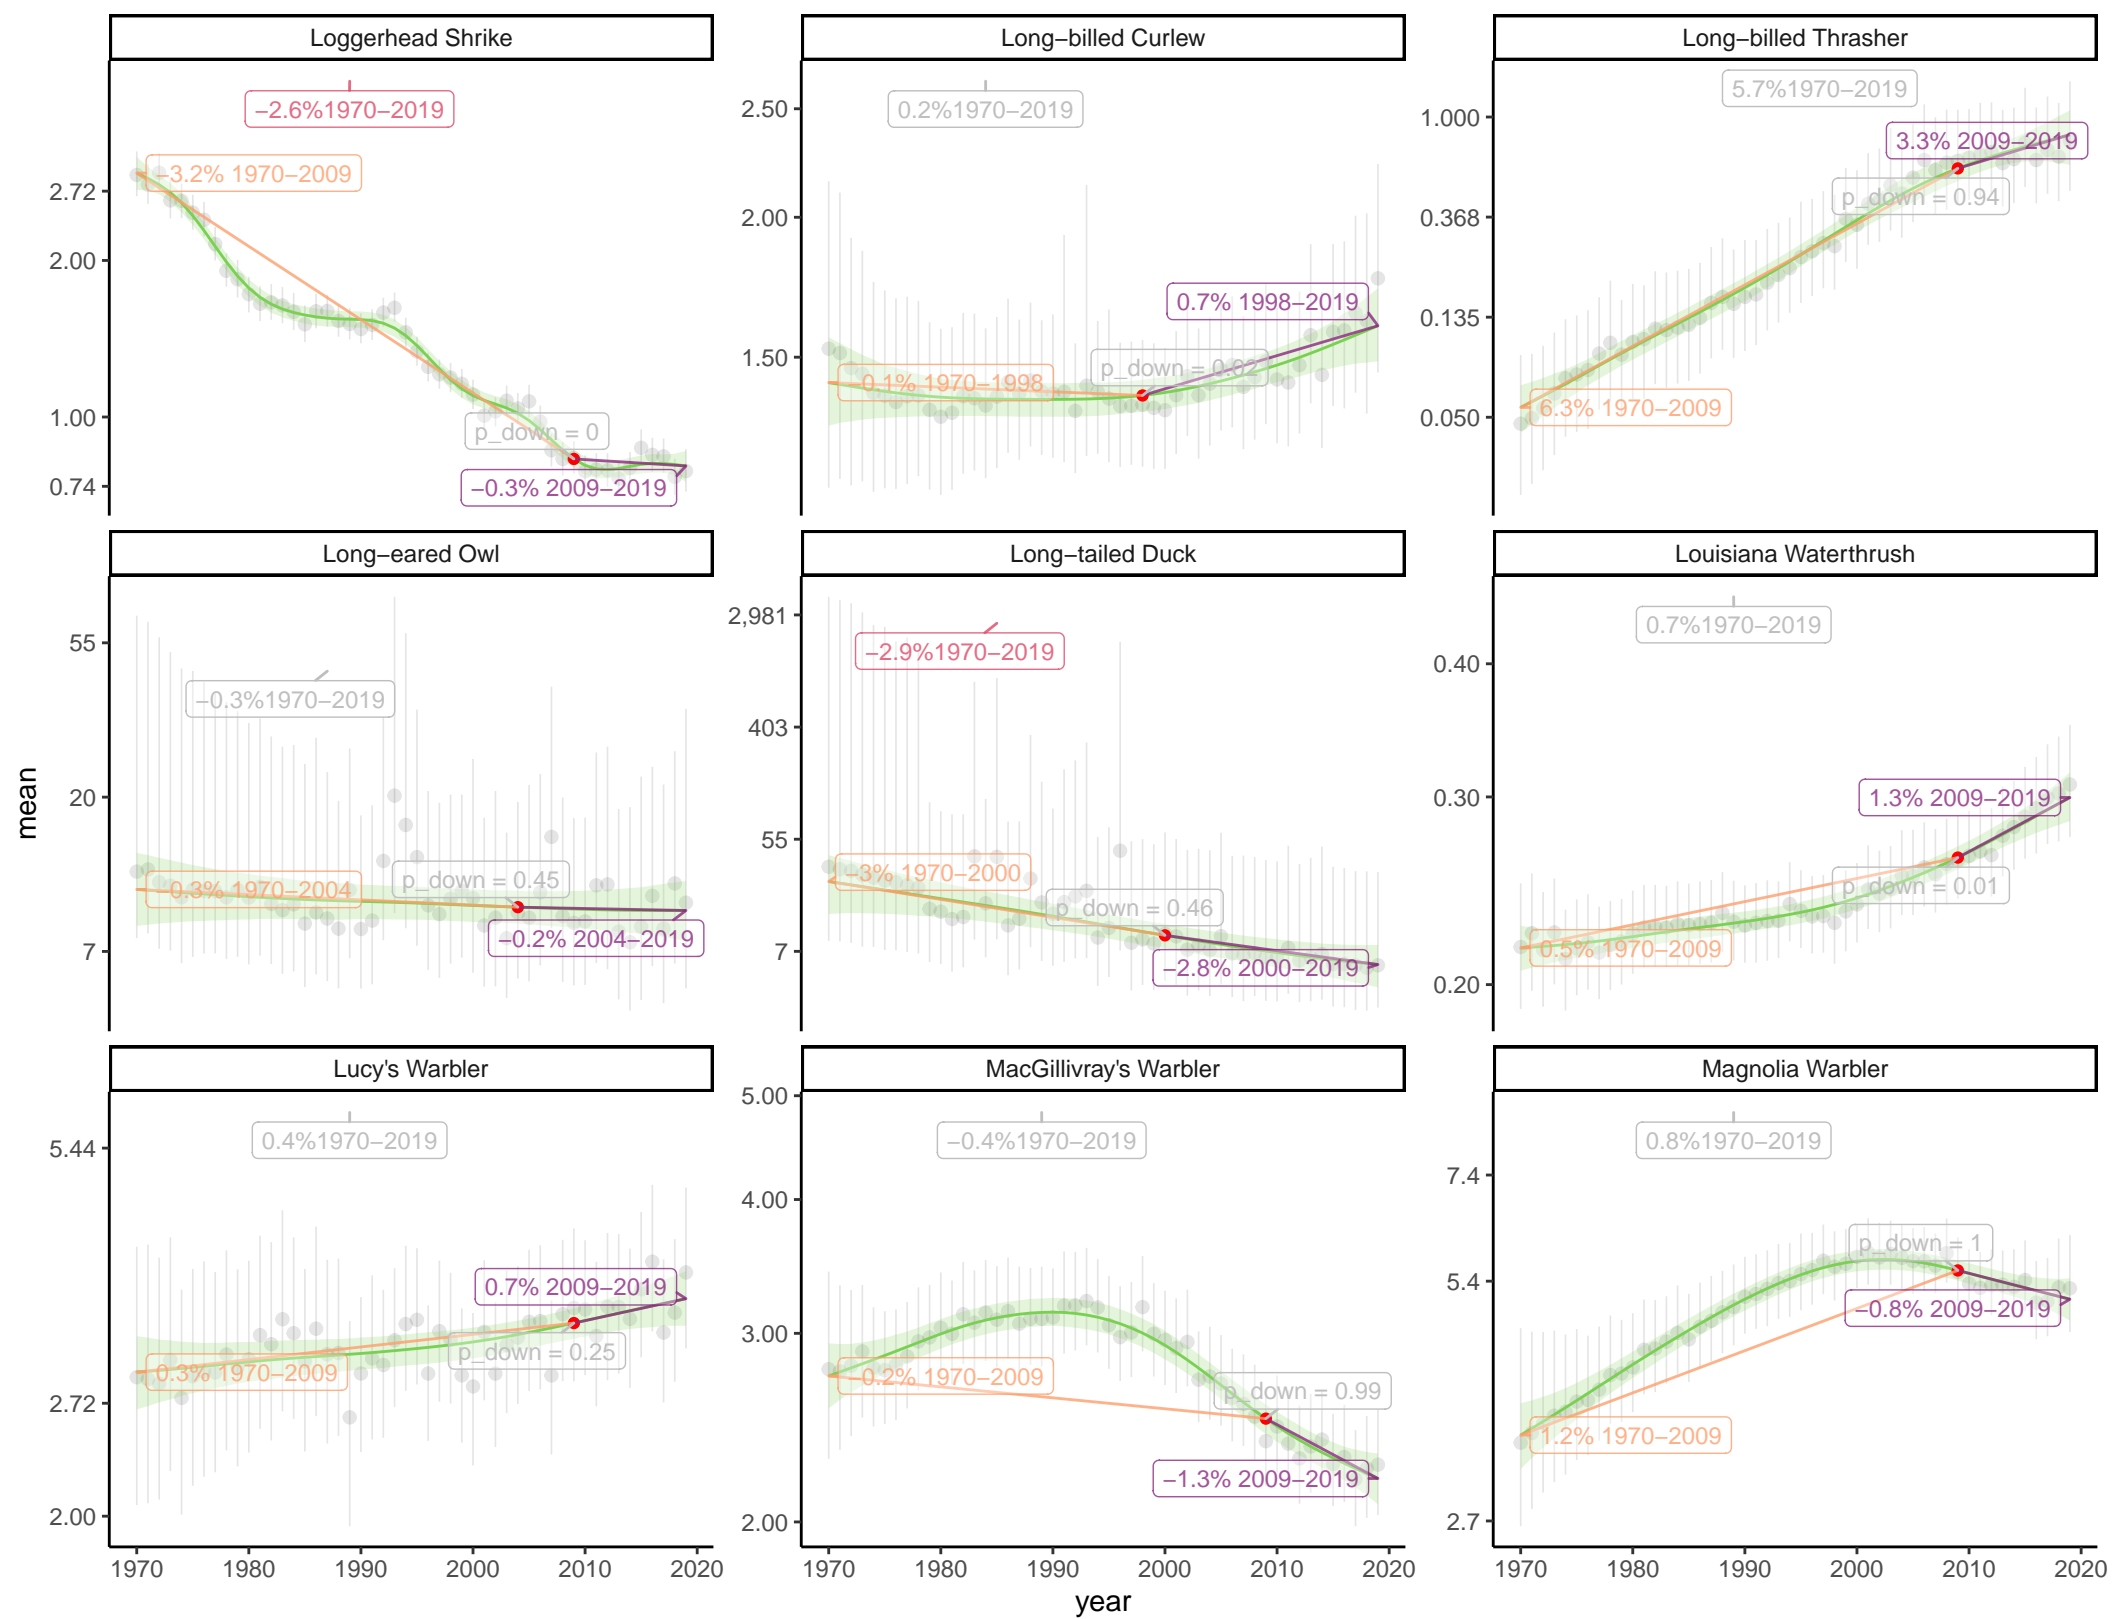 Loggerhead Shrike
Long−billed Curlew
Long−billed Thrasher
−2.6%1970−2019
−3.2% 1970−2009
p_down = 0
−0.3% 2009−2019
2.72
2.00
1.00
0.74
0.2%1970−2019
−0.1% 1970−1998
p_down = 0.02
0.7% 1998−2019
2.50
2.00
1.50
5.7%1970−2019
3.3% 2009−2019
p_down = 0.94
6.3% 1970−2009
1.000
0.368
0.135
0.050
Long−eared Owl
Long−tailed Duck
Louisiana Waterthrush
−0.3%1970−2019
−0.3% 1970−2004
p_down = 0.45
−0.2% 2004−2019
55
20
7
−2.9%1970−2019
−3% 1970−2000
p_down = 0.46
−2.8% 2000−2019
2,981
403
55
7
0.7%1970−2019
1.3% 2009−2019
p_down = 0.01
0.5% 1970−2009
0.40
0.30
0.20
Lucy's Warbler
MacGillivray's Warbler
Magnolia Warbler
0.4%1970−2019
0.7% 2009−2019
p_down = 0.25
0.3% 1970−2009
5.44
2.72
2.00
−0.4%1970−2019
−0.2% 1970−2009
p_down = 0.99
−1.3% 2009−2019
5.00
4.00
3.00
2.00
0.8%1970−2019
p_down = 1
−0.8% 2009−2019
1.2% 1970−2009
7.4
5.4
2.7
1970 1980 1990 2000 2010 2020
1970 1980 1990 2000 2010 2020
1970 1980 1990 2000 2010 2020
year
mean